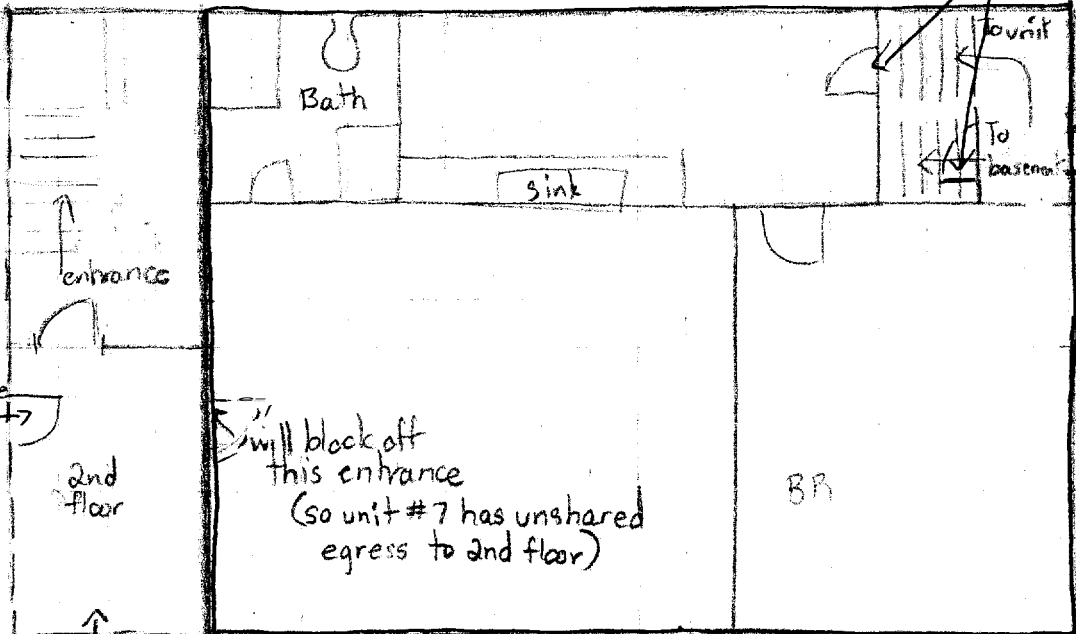 To unit
Bath
To
basement
sink
entrance
will block off
this entrance
(so unit #7 has unshared
egress to 2nd floor)
2nd
floor
BR